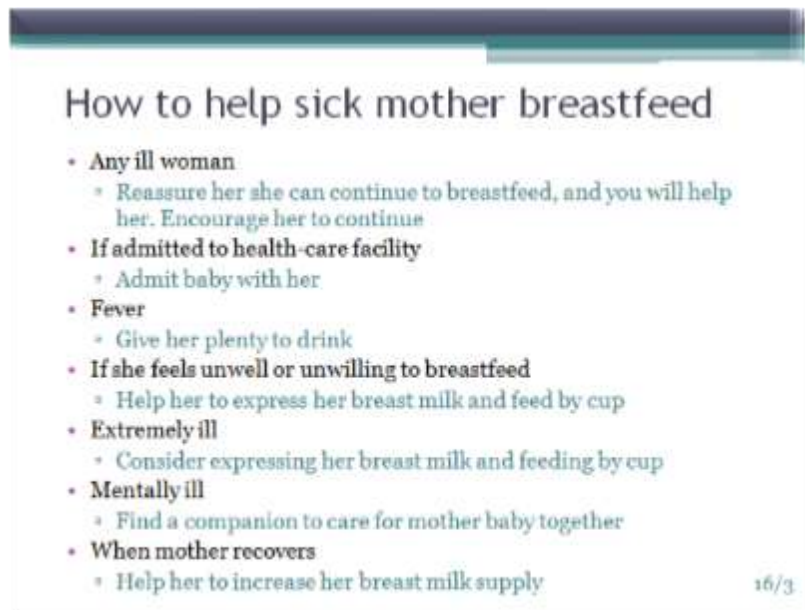 How to help sick mother breastfeed
• Any ill woman
▫ Reassure her she can continue to breastfeed, and you will help
her. Encourage her to continue
• If admitted to health-care facility
▫ Admit baby with her
• Fever
▫ Give her plenty to drink
• If she feels unwell or unwilling to breastfeed
▫ Help her to express her breast milk and feed by cup
• Extremely ill
▫ Consider expressing her breast milk and feeding by cup
• Mentally ill
▫ Find a companion to care for mother baby together
• When mother recovers
▫ Help her to increase her breast milk supply
16/3